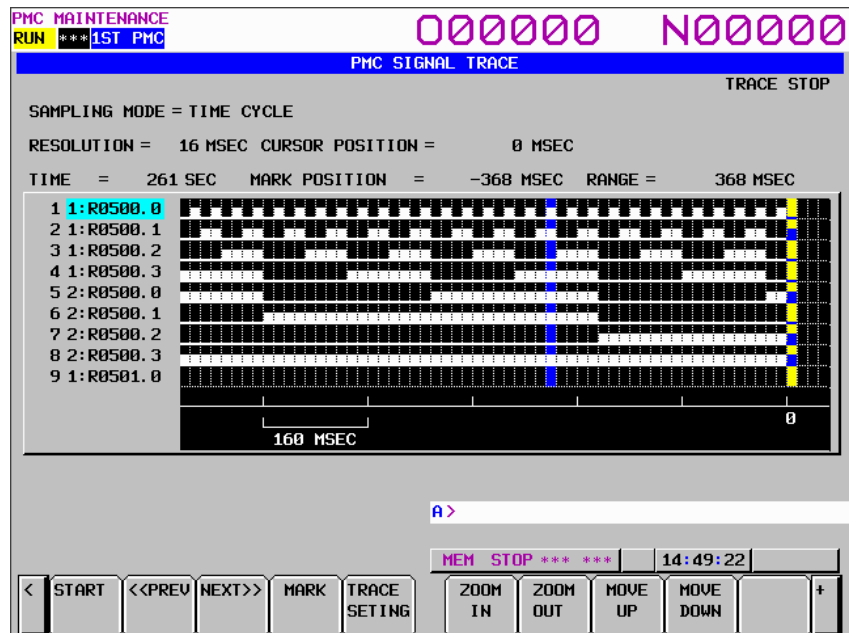 PMC MAINTENANCE
O00000 N00000
RUN ***1ST PMC
PMC SIGNAL TRACE
TRACE STOP
SAMPLING MODE = TIME CYCLE
RESOLUTION = 16 MSEC CURSOR POSITION = 0 MSEC
TIME = 261 SEC MARK POSITION = -368 MSEC RANGE = 368 MSEC
1 1:R0500.0
2 1:R0500.1
3 1:R0500.2
4 1:R0500.3
5 2:R0500.0
6 2:R0500.1
7 2:R0500.2
8 2:R0500.3
9 1:R0501.0
0
160 MSEC
A>
MEM STOP *** *** 14:49:22
< START <<PREV NEXT>> MARK TRACE ZOOM ZOOM MOVE MOVE +
SETING IN OUT UP DOWN